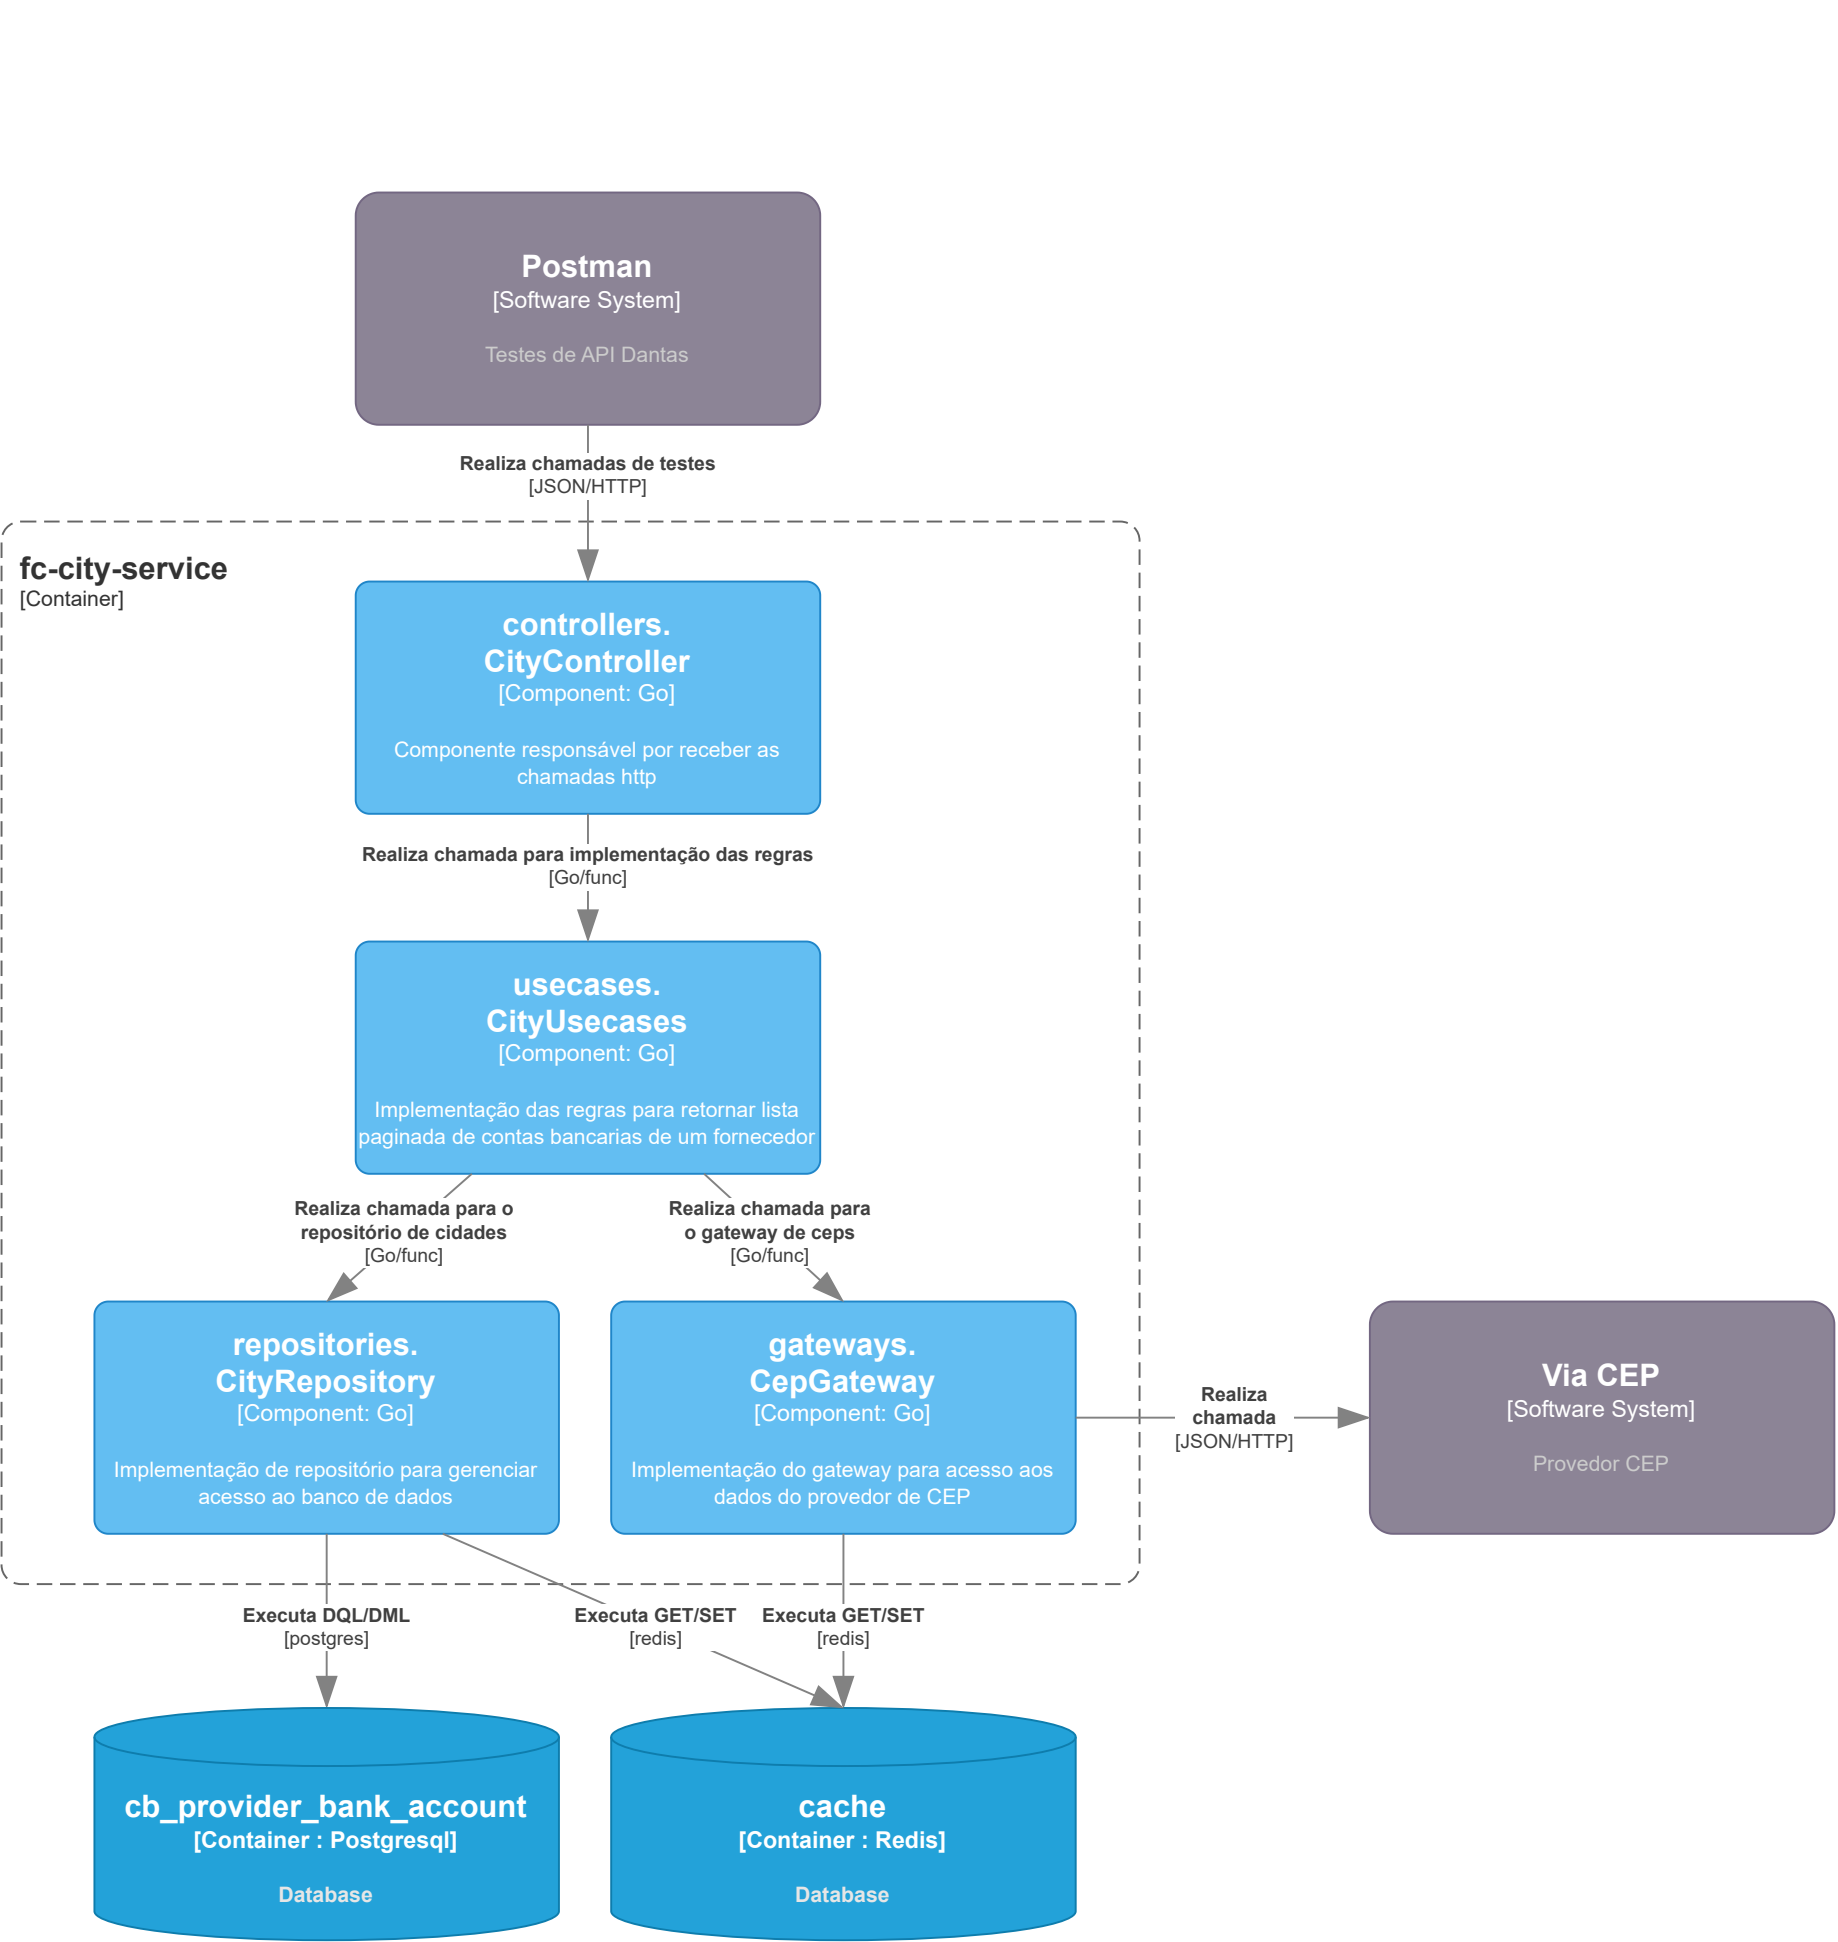 Postman
[Software System]
Testes de API Dantas
Realiza chamadas de testes
[JSON/HTTP]
fc-city-service
[Container]
controllers.
CityController
[Component: Go]
Componente responsável por receber as
chamadas http
Realiza chamada para implementação das regras
[Go/func]
usecases.
CityUsecases
[Component: Go]
Implementação das regras para retornar lista
paginada de contas bancarias de um fornecedor
Realiza chamada para o
repositório de cidades
[Go/func]
Realiza chamada para
o gateway de ceps
[Go/func]
repositories.
CityRepository
[Component: Go]
Implementação de repositório para gerenciar
acesso ao banco de dados
gateways.
CepGateway
[Component: Go]
Implementação do gateway para acesso aos
dados do provedor de CEP
Realiza
chamada
[JSON/HTTP]
Via CEP
[Software System]
Provedor CEP
Executa DQL/DML
[postgres]
Executa GET/SET
[redis]
Executa GET/SET
[redis]
cb_provider_bank_account
[Container : Postgresql]
Database
cache
[Container : Redis]
Database